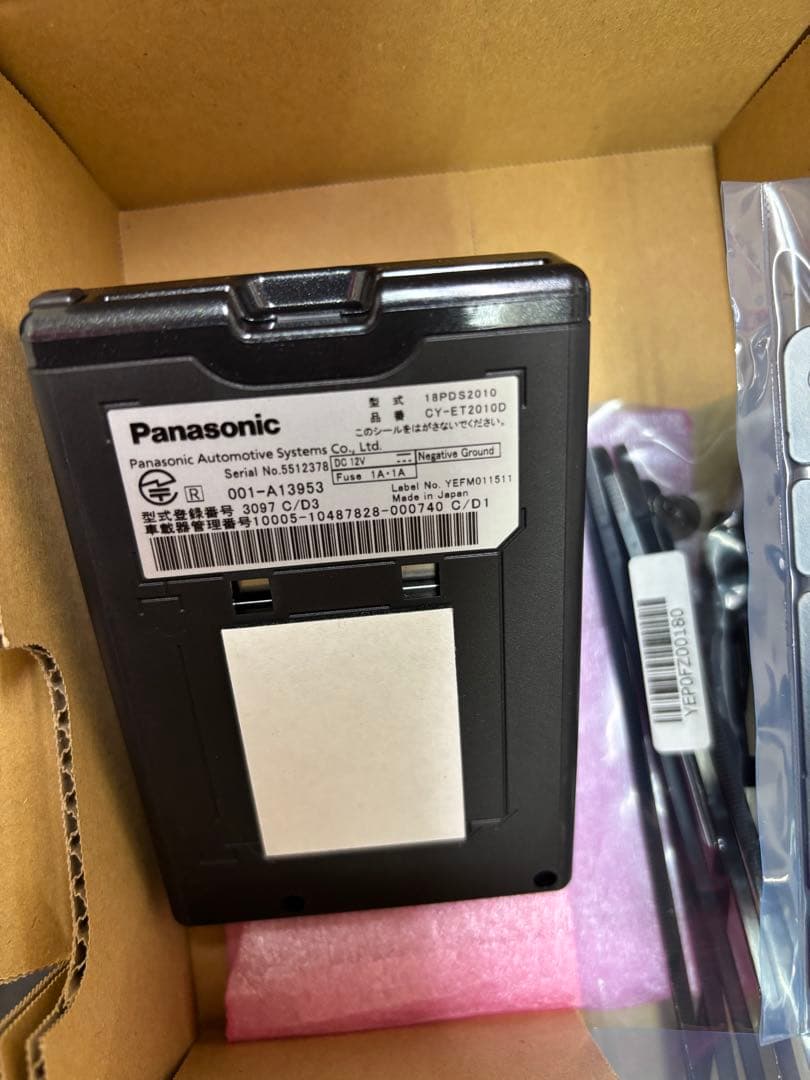 型式 18PDS2010
品番 CY-ET2010D
このシールをはがさないでください。
Panasonic
Panasonic Automotive Systems Co., Ltd.
Serial No.5512378
DC 12V Negative Ground
Fuse 1A・1A
R 001-A13953
Label No. YEFM011511
Made in Japan
型式登録番号 3097 C/D3
車載器管理番号10005-10487828-000740 C/D1
YEP0FZ00180